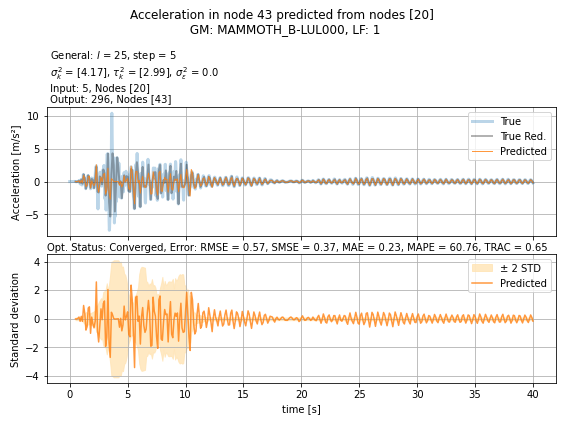 Acceleration in node 43 predicted from nodes [20]
GM: MAMMOTH_B-LUL000, LF: 1
General: l = 25, step = 5
σ²ₖ = [4.17], τ²ₖ = [2.99], σ²ε = 0.0
Input: 5, Nodes [20]
Output: 296, Nodes [43]
10
5
0
−5
Acceleration [m/s²]
True
True Red.
Predicted
Opt. Status: Converged, Error: RMSE = 0.57, SMSE = 0.37, MAE = 0.23, MAPE = 60.76, TRAC = 0.65
4
2
0
−2
−4
Standard deviation
± 2 STD
Predicted
0 5 10 15 20 25 30 35 40
time [s]